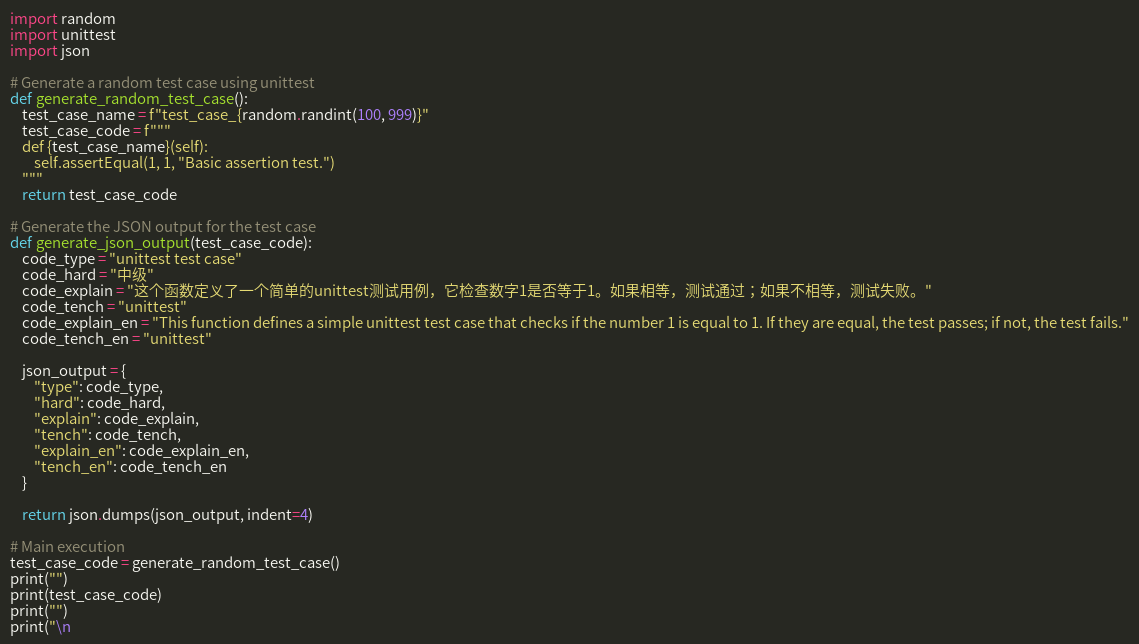 import random
import unittest
import json

# Generate a random test case using unittest
def generate_random_test_case():
    test_case_name = f"test_case_{random.randint(100, 999)}"
    test_case_code = f"""
    def {test_case_name}(self):
        self.assertEqual(1, 1, "Basic assertion test.")
    """
    return test_case_code

# Generate the JSON output for the test case
def generate_json_output(test_case_code):
    code_type = "unittest test case"
    code_hard = "中级"
    code_explain = "这个函数定义了一个简单的unittest测试用例，它检查数字1是否等于1。如果相等，测试通过；如果不相等，测试失败。"
    code_tench = "unittest"
    code_explain_en = "This function defines a simple unittest test case that checks if the number 1 is equal to 1. If they are equal, the test passes; if not, the test fails."
    code_tench_en = "unittest"

    json_output = {
        "type": code_type,
        "hard": code_hard,
        "explain": code_explain,
        "tench": code_tench,
        "explain_en": code_explain_en,
        "tench_en": code_tench_en
    }

    return json.dumps(json_output, indent=4)

# Main execution
test_case_code = generate_random_test_case()
print("")
print(test_case_code)
print("")
print("\n